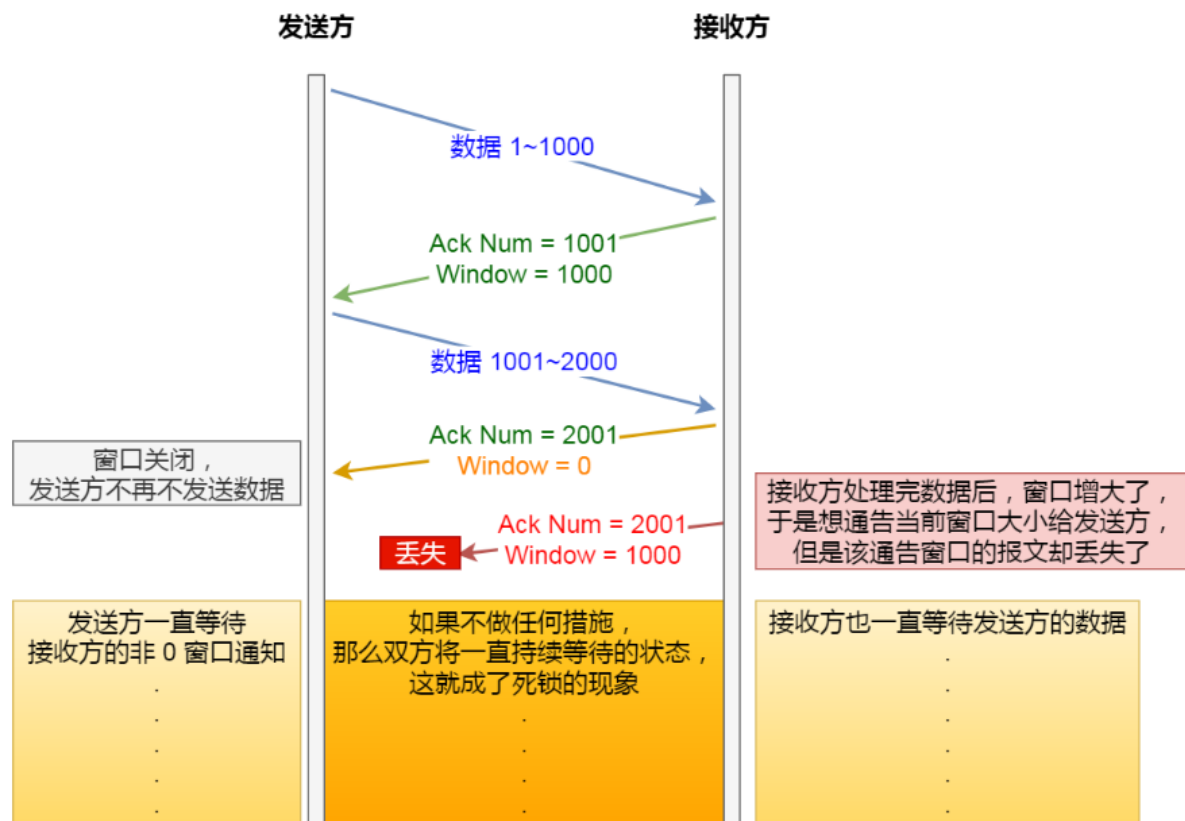 发送方
接收方
数据 1~1000
Ack Num = 1001
Window = 1000
数据 1001~2000
Ack Num = 2001
Window = 0
窗口关闭，
发送方不再不发送数据
接收方处理完数据后，窗口增大了，
于是想通告当前窗口大小给发送方，
但是该通告窗口的报文却丢失了
Ack Num = 2001
Window = 1000
丢失
发送方一直等待
接收方的非 0 窗口通知
.
.
.
.
.
如果不做任何措施，
那么双方将一直持续等待的状态，
这就成了死锁的现象
.
.
.
.
接收方也一直等待发送方的数据
.
.
.
.
.
.